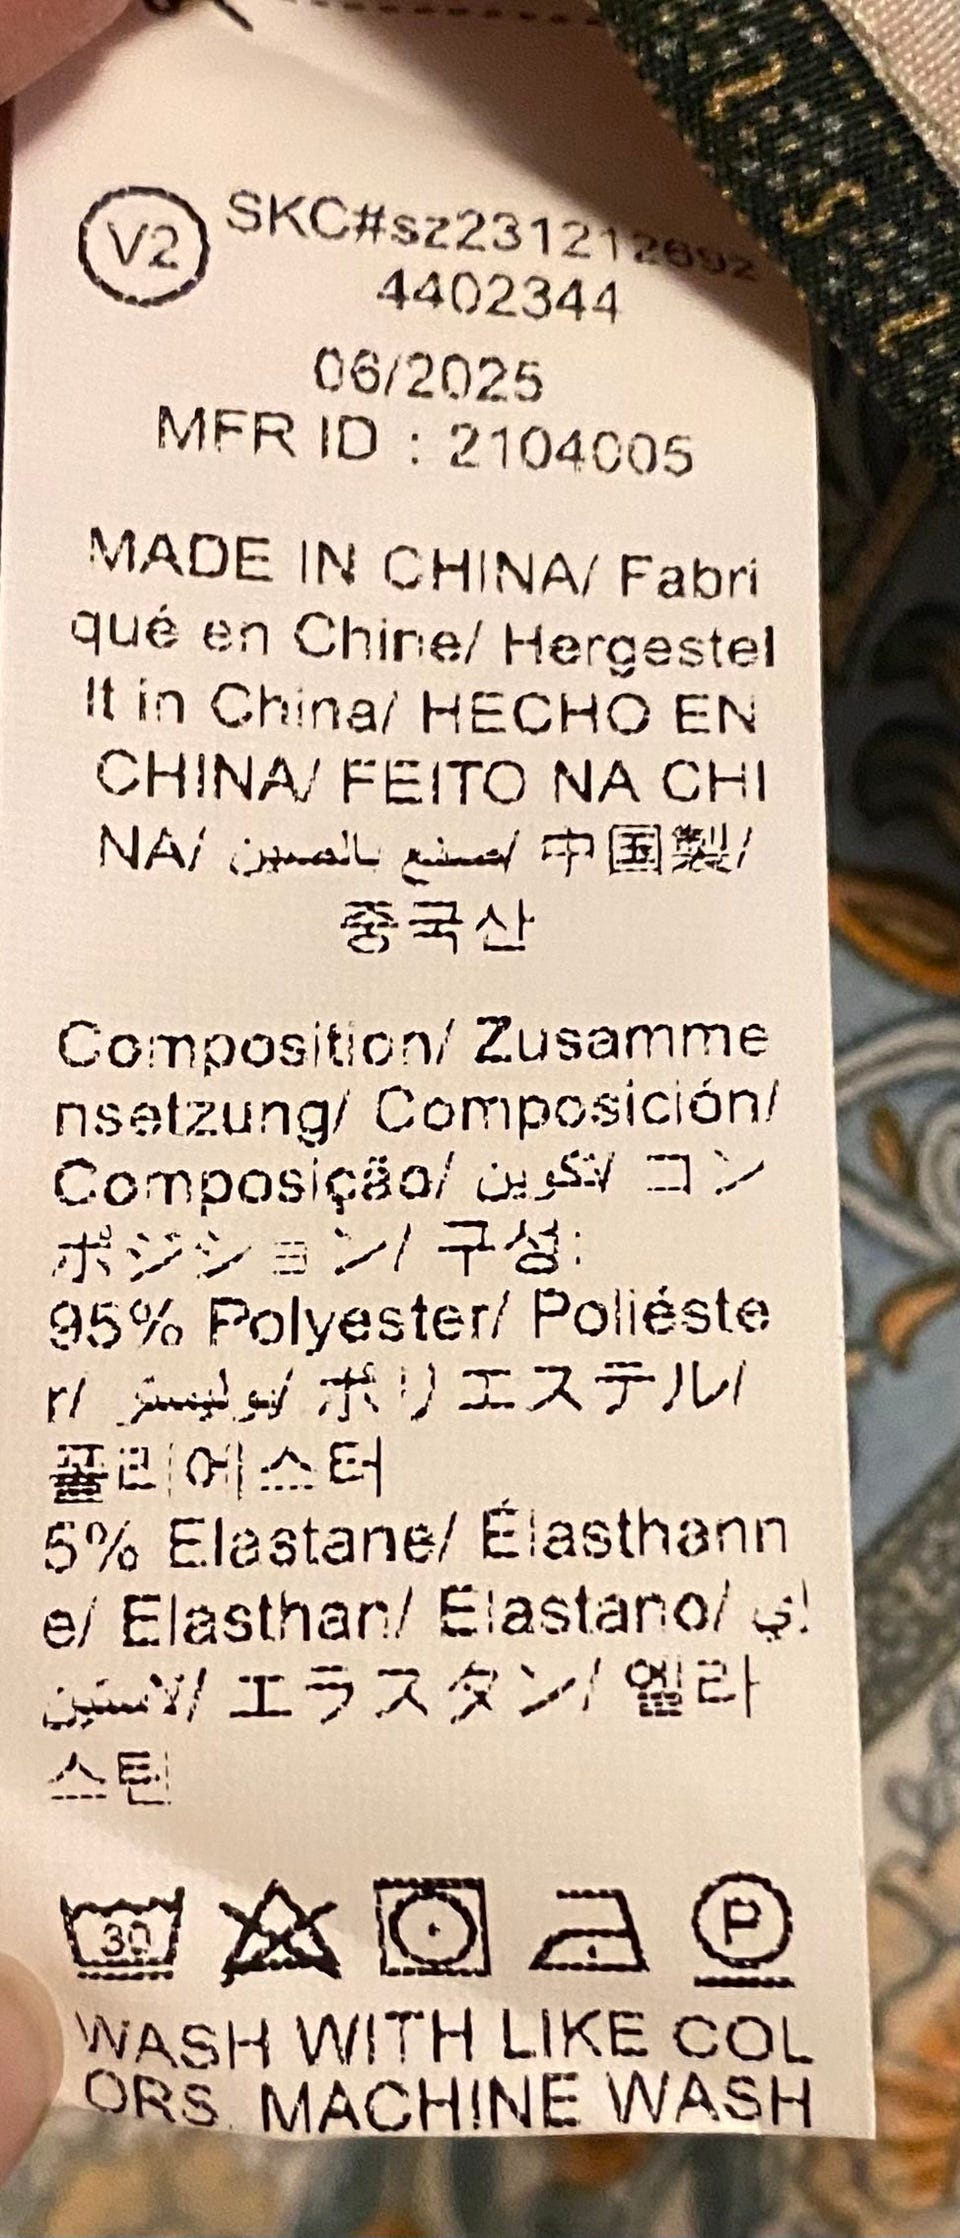 V2 SKC#sz2312128692
4402344
06/2025
MFR ID : 2104005
MADE IN CHINA/ Fabri
qué en Chine/ Hergestel
lt in China/ HECHO EN
CHINA/ FEITO NA CHI
NA/ صنع بالصين/ 中国製/
중국산
Composition/ Zusamme
nsetzung/ Composición/
Composição/ تكوين/ コン
ポジション/ 구성:
95% Polyester/ Poliéste
r/ بوليستر/ ポリエステル/
폴리에스터
5% Elastane/ Élasthann
e/ Elasthan/ Elastano/ إي
لاستين/ エラスタン/ 엘라
스틴
30 P
WASH WITH LIKE COL
ORS. MACHINE WASH